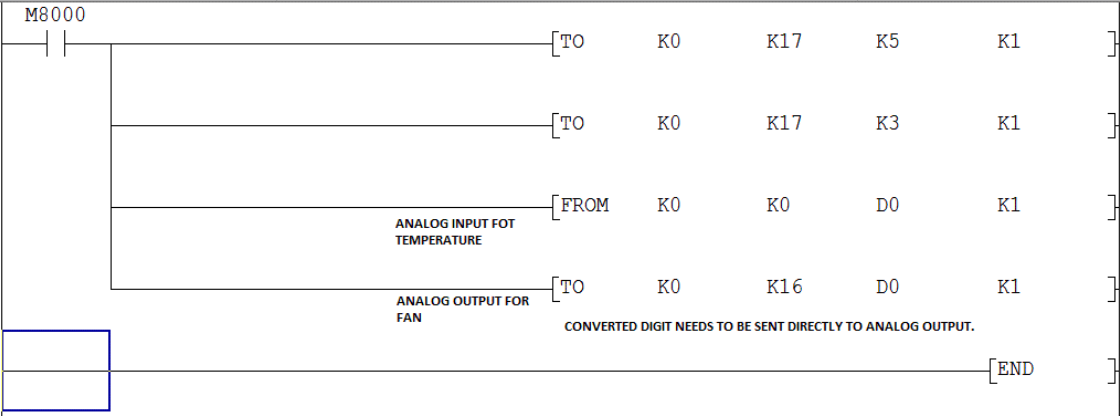 M8000
[TO K0 K17 K5 K1 ]
[TO K0 K17 K3 K1 ]
[FROM K0 K0 D0 K1 ]
ANALOG INPUT FOT
TEMPERATURE
[TO K0 K16 D0 K1 ]
ANALOG OUTPUT FOR
FAN
CONVERTED DIGIT NEEDS TO BE SENT DIRECTLY TO ANALOG OUTPUT.
[END ]